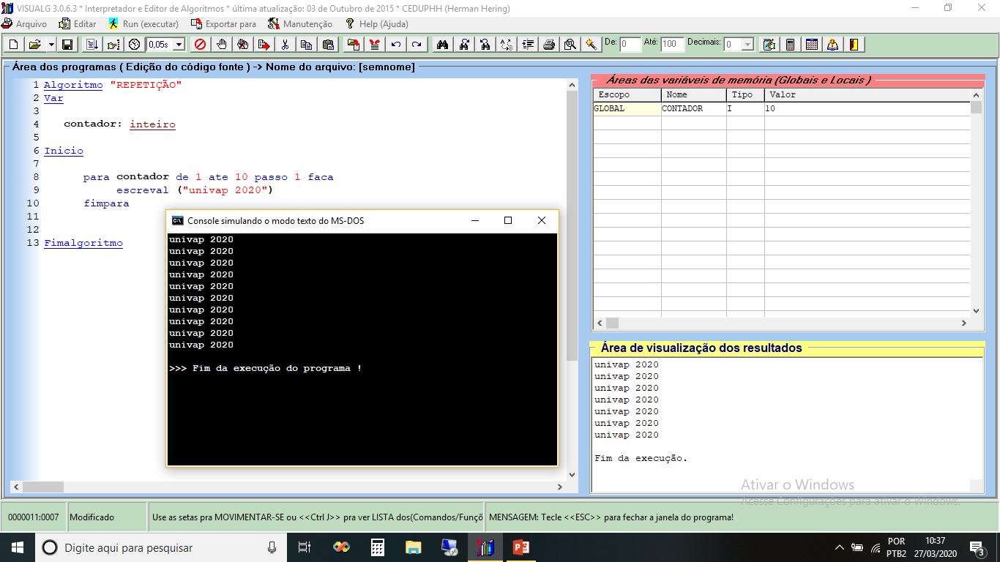 VISUALG 3.0.6.3 * Interpretador e Editor de Algoritmos * última atualização: 03 de Outubro de 2015 * CEDUPHH (Herman Hering)
Arquivo Editar Run (executar) Exportar para Manutenção Help (Ajuda)
0,05s De: 0 Até: 100 Decimais: 0
Área dos programas ( Edição do código fonte ) -> Nome do arquivo: [semnome]
1 Algoritmo "REPETIÇÃO"
2 Var
3
4 contador: inteiro
5
6 Inicio
7
8 para contador de 1 ate 10 passo 1 faca
9 escreval ("univap 2020")
10 fimpara
11
12
13 Fimalgoritmo
Console simulando o modo texto do MS-DOS
univap 2020
univap 2020
univap 2020
univap 2020
univap 2020
univap 2020
univap 2020
univap 2020
univap 2020
univap 2020
>>> Fim da execução do programa !
Áreas das variáveis de memória (Globais e Locais )
Escopo Nome Tipo Valor
GLOBAL CONTADOR I 10
Área de visualização dos resultados
univap 2020
univap 2020
univap 2020
univap 2020
univap 2020
univap 2020
univap 2020
Fim da execução.
Ativar o Windows
Acesse Configurações para ativar o Windows.
0000011:0007 Modificado Use as setas pra MOVIMENTAR-SE ou <<Ctrl J>> pra ver LISTA dos(Comandos/Funçõ MENSAGEM: Tecle <<ESC>> para fechar a janela do programa!
Digite aqui para pesquisar
POR
PTB2
10:37
27/03/2020
3